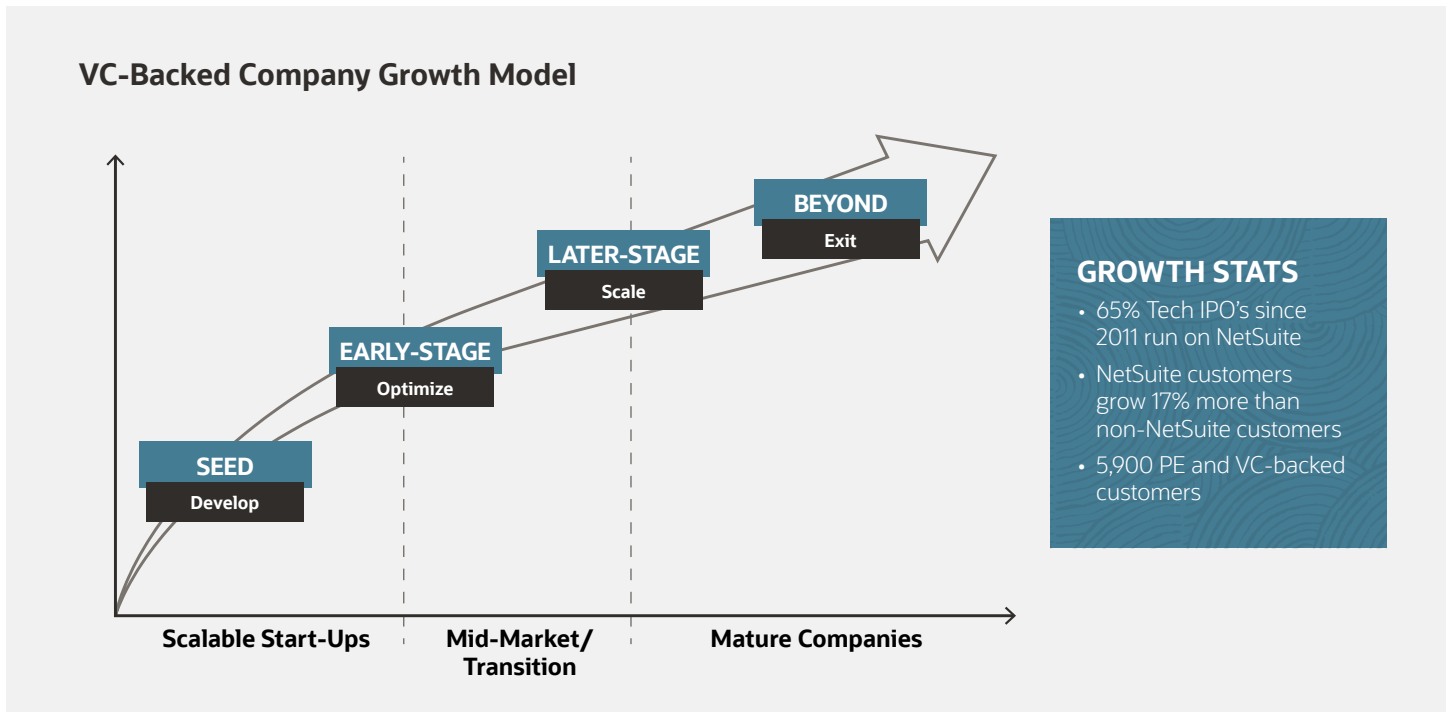 VC-Backed Company Growth Model
BEYOND
Exit
LATER-STAGE
Scale
EARLY-STAGE
Optimize
SEED
Develop
Scalable Start-Ups
Mid-Market/
Transition
Mature Companies
GROWTH STATS
• 65% Tech IPO's since
2011 run on NetSuite
• NetSuite customers
grow 17% more than
non-NetSuite customers
• 5,900 PE and VC-backed
customers